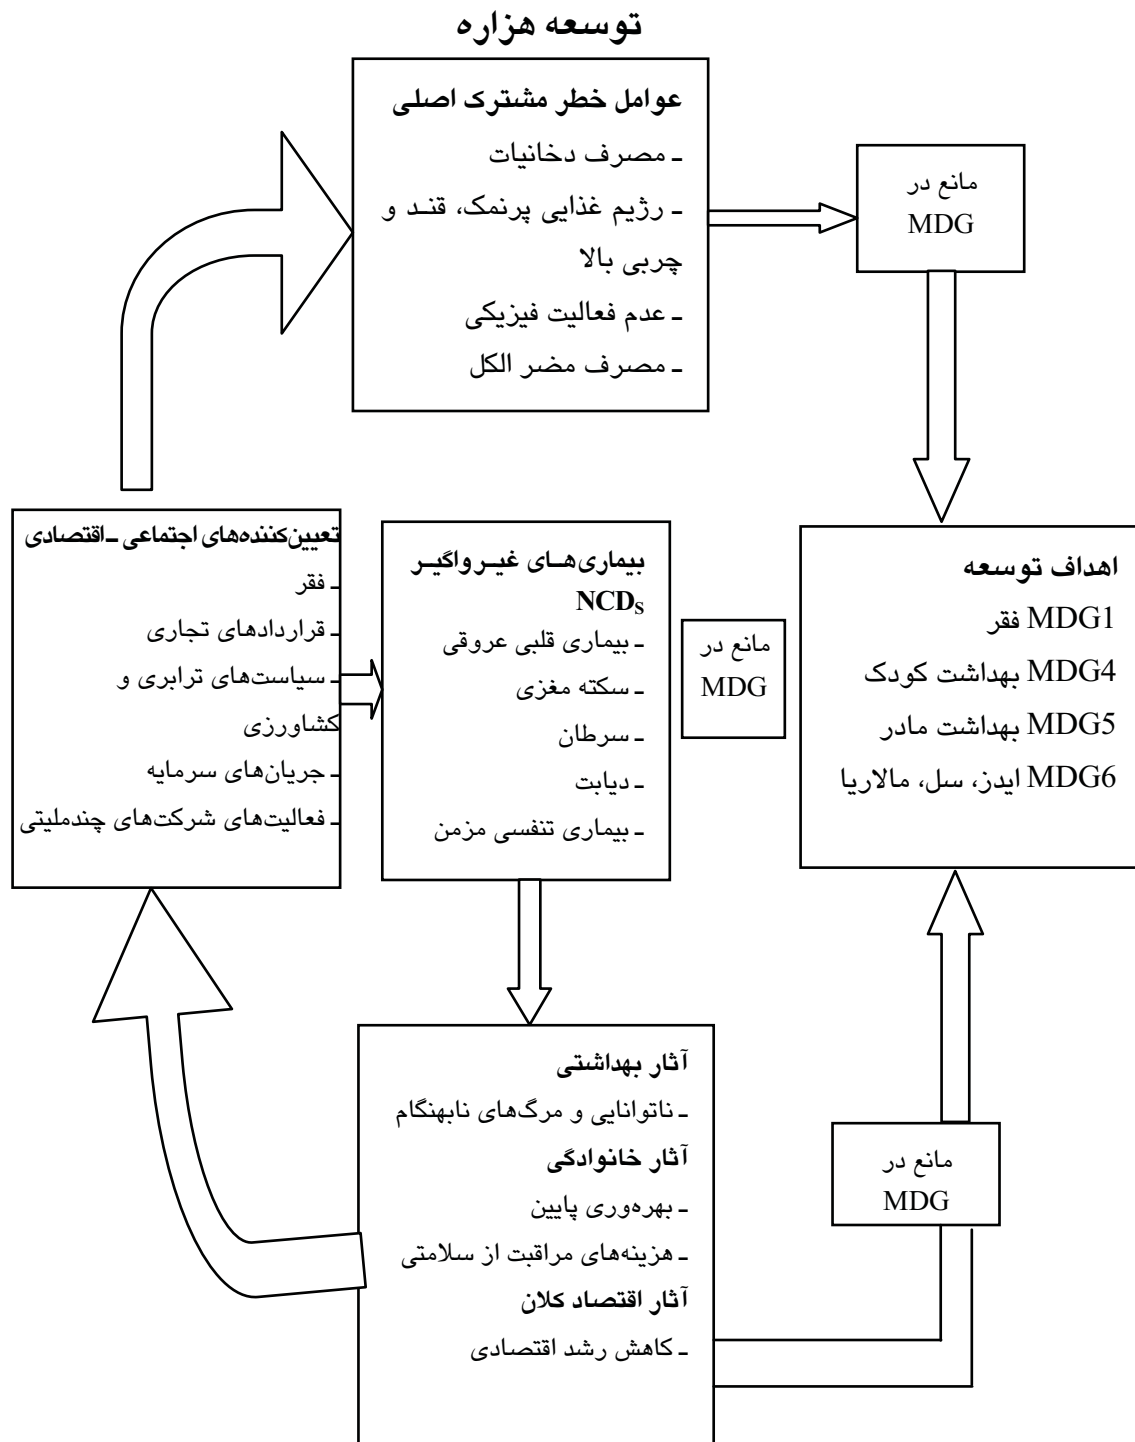 توسعه هزاره
عوامل خطر مشترک اصلی
ـ مصرف دخانیات
ـ رژیم غذایی پرنمک، قنـد و
چربی بالا
ـ عدم فعالیت فیزیکی
ـ مصرف مضر الکل
مانع در
MDG
تعیین‌کننده‌های اجتماعی ـ اقتصادی
ـ فقر
ـ قراردادهای تجاری
ـ سیاست‌های ترابری و
کشاورزی
ـ جریان‌های سرمایه
ـ فعالیت‌های شرکت‌های چندملیتی
بیماری‌هـای غیـرواگیـر
NCDs
ـ بیماری قلبی عروقی
ـ سکته مغزی
ـ سرطان
ـ دیابت
ـ بیماری تنفسی مزمن
مانع در
MDG
اهداف توسعه
MDG1 فقر
MDG4 بهداشت کودک
MDG5 بهداشت مادر
MDG6 ایدز، سل، مالاریا
آثار بهداشتی
ـ ناتوانایی و مرگ‌های نابهنگام
آثار خانوادگی
ـ بهره‌وری پایین
ـ هزینه‌های مراقبت از سلامتی
آثار اقتصاد کلان
ـ کاهش رشد اقتصادی
مانع در
MDG